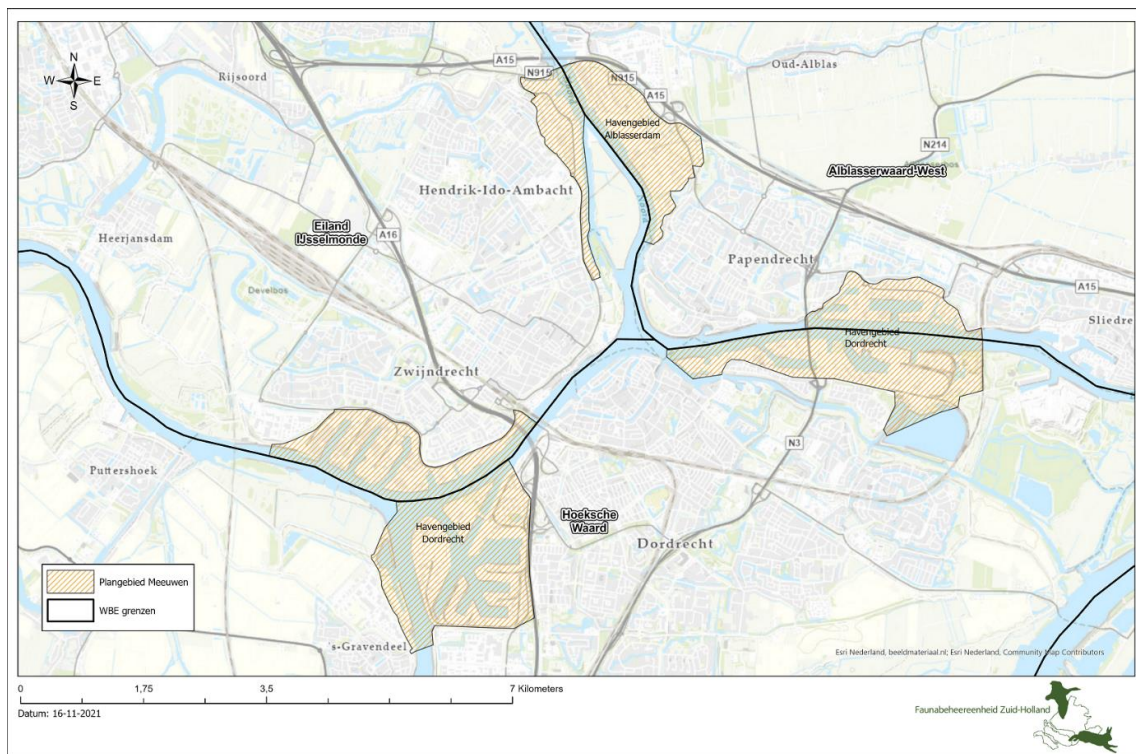 N
W E
S
Rijsoord
A15
N915
N915
A15
Oud-Alblas
Havengebied
Alblasserdam
N214
Alblasserwaard-West
Hendrik-Ido-Ambacht
Eiland
IJsselmonde
A16
Heerjansdam
Develbos
Papendrecht
A15
Sliedre
Havengebied
Dordrecht
Zwijndrecht
N3
Puttershoek
Hoeksche
Waard
Havengebied
Dordrecht
Dordrecht
Plangebied Meeuwen
WBE grenzen
's-Gravendeel
Esri Nederland, beeldmateriaal.nl; Esri Nederland, Community Map Contributors
0 1,75 3,5 7 Kilometers
Datum: 16-11-2021
Faunabeheereenheid Zuid-Holland